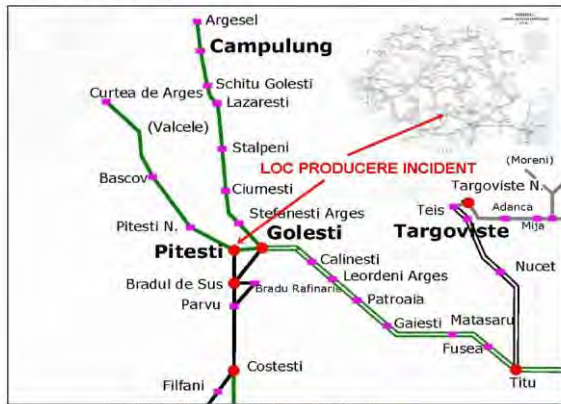 Argesel
Campulung
Schitu Golesti
Curtea de Arges
Lazaresti
(Valcele)
Stalpeni
LOC PRODUCERE INCIDENT
(Moreni)
Targoviste N.
Bascov
Ciumesti
Teis
Adanca
Mija
Stefanesti Arges
Pitesti N.
Golesti
Targoviste
Pitesti
Calinesti
Nucet
Bradul de Sus
Bradu Rafinarie
Leordeni Arges
Parvu
Patroaia
Gaiesti
Matasaru
Fusea
Costesti
Titu
Filfani